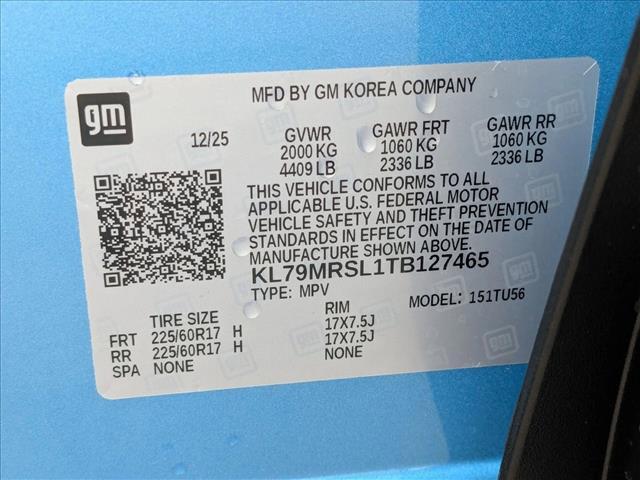 gm
MFD BY GM KOREA COMPANY
12/25 GVWR GAWR FRT GAWR RR
2000 KG 1060 KG 1060 KG
4409 LB 2336 LB 2336 LB
THIS VEHICLE CONFORMS TO ALL
APPLICABLE U.S. FEDERAL MOTOR
VEHICLE SAFETY AND THEFT PREVENTION
STANDARDS IN EFFECT ON THE DATE OF
MANUFACTURE SHOWN ABOVE.
KL79MRSL1TB127465
TYPE: MPV MODEL: 151TU56
TIRE SIZE RIM
FRT 225/60R17 H 17X7.5J
RR 225/60R17 H 17X7.5J
SPA NONE NONE